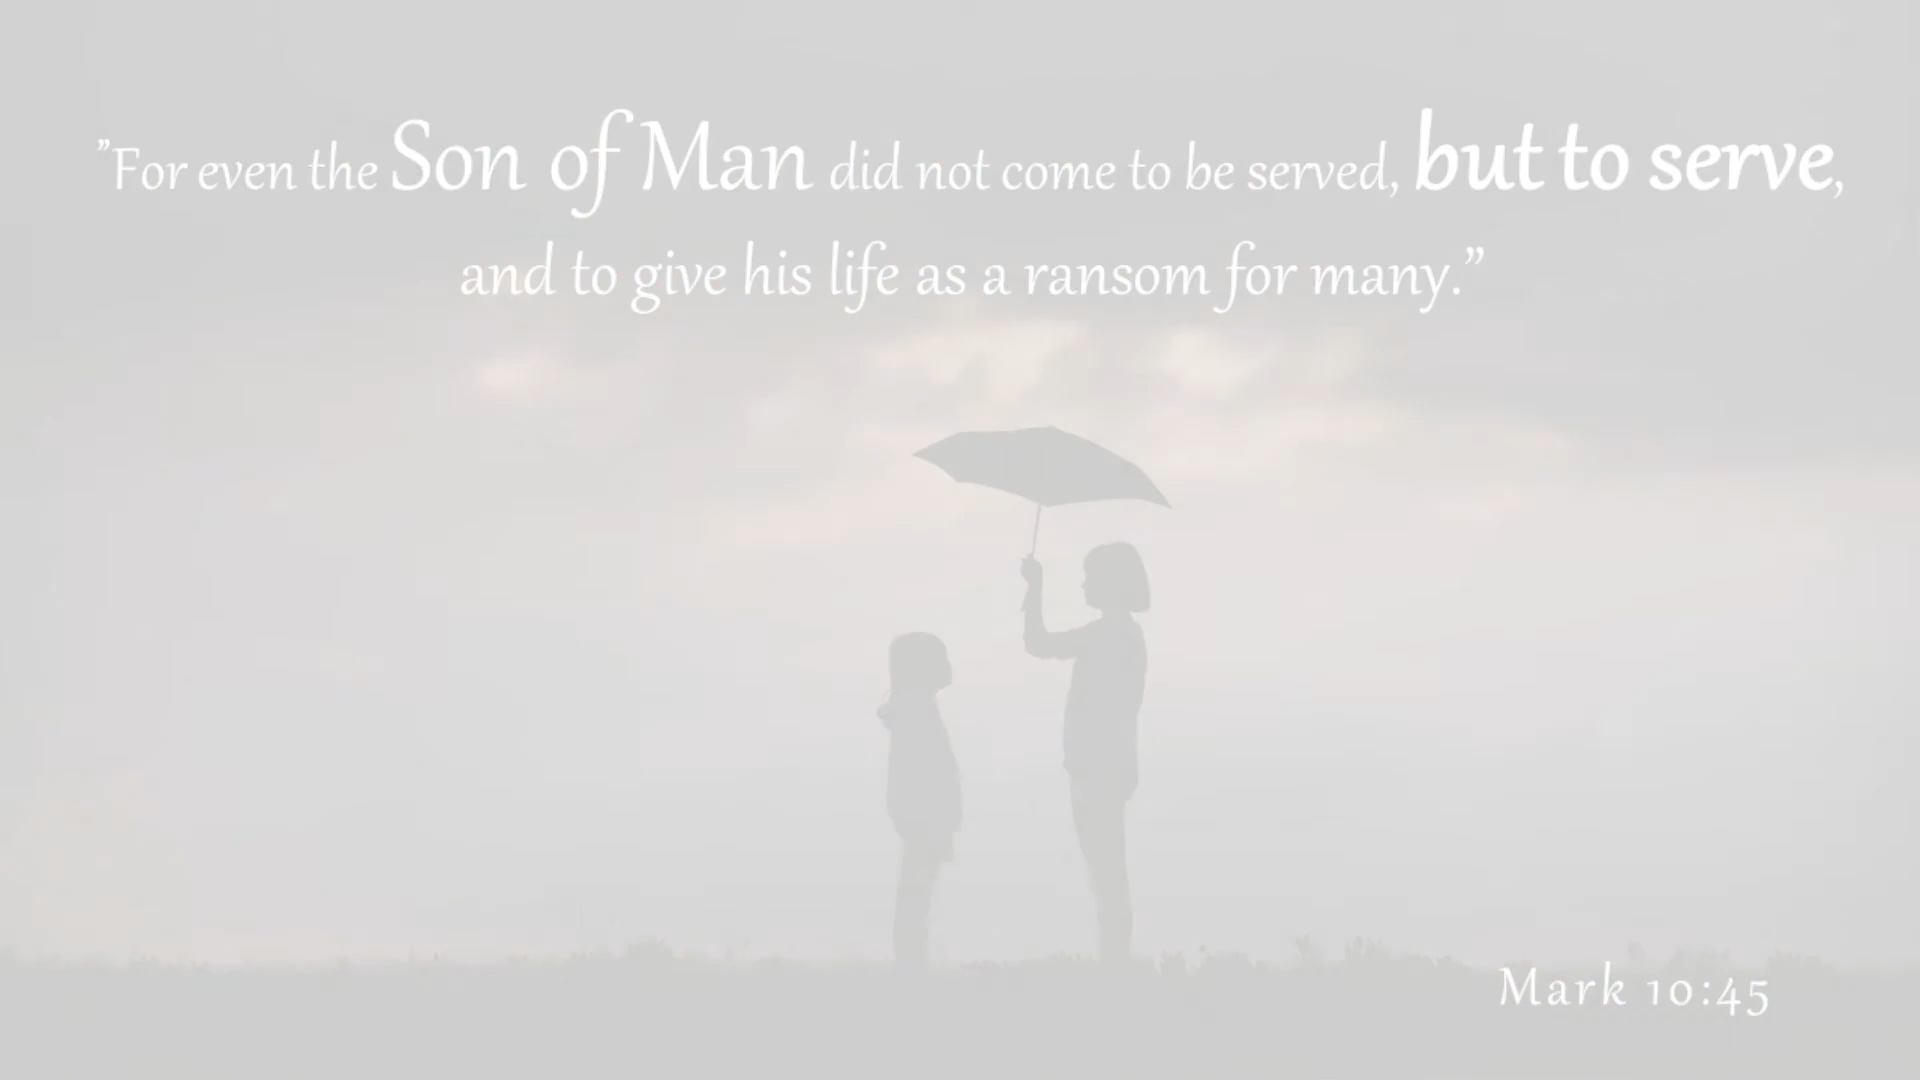 "For even the Son of Man did not come to be served, but to serve,
and to give his life as a ransom for many.”
Mark 10:45